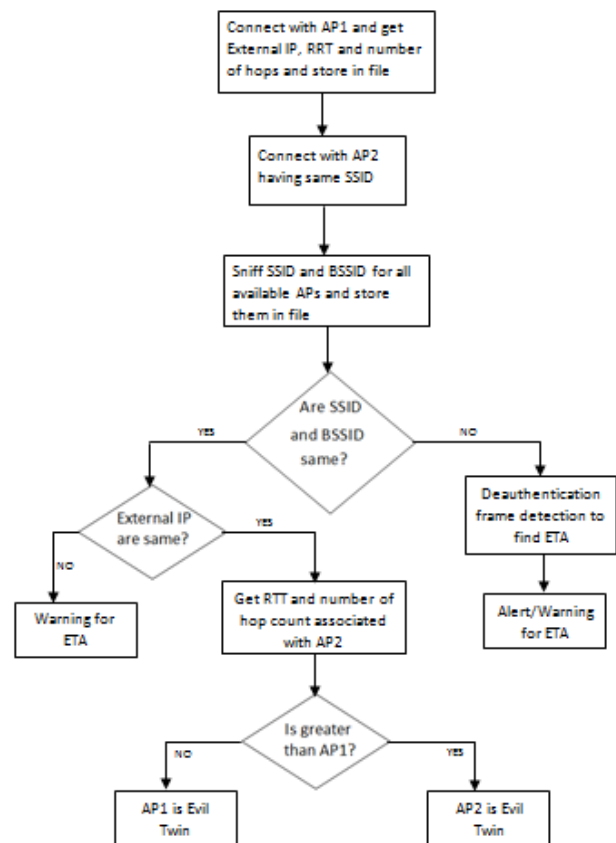 Connect with AP1 and get
External IP, RRT and number
of hops and store in file
Connect with AP2
having same SSID
Sniff SSID and BSSID for all
available APs and store
them in file
Are SSID
and BSSID
same?
YES
NO
External IP
are same?
Deauthentication
frame detection to
find ETA
YES
NO
Warning for
ETA
Get RTT and number of
hop count associated
with AP2
Alert/Warning
for ETA
Is greater
than AP1?
NO
YES
AP1 is Evil
Twin
AP2 is Evil
Twin